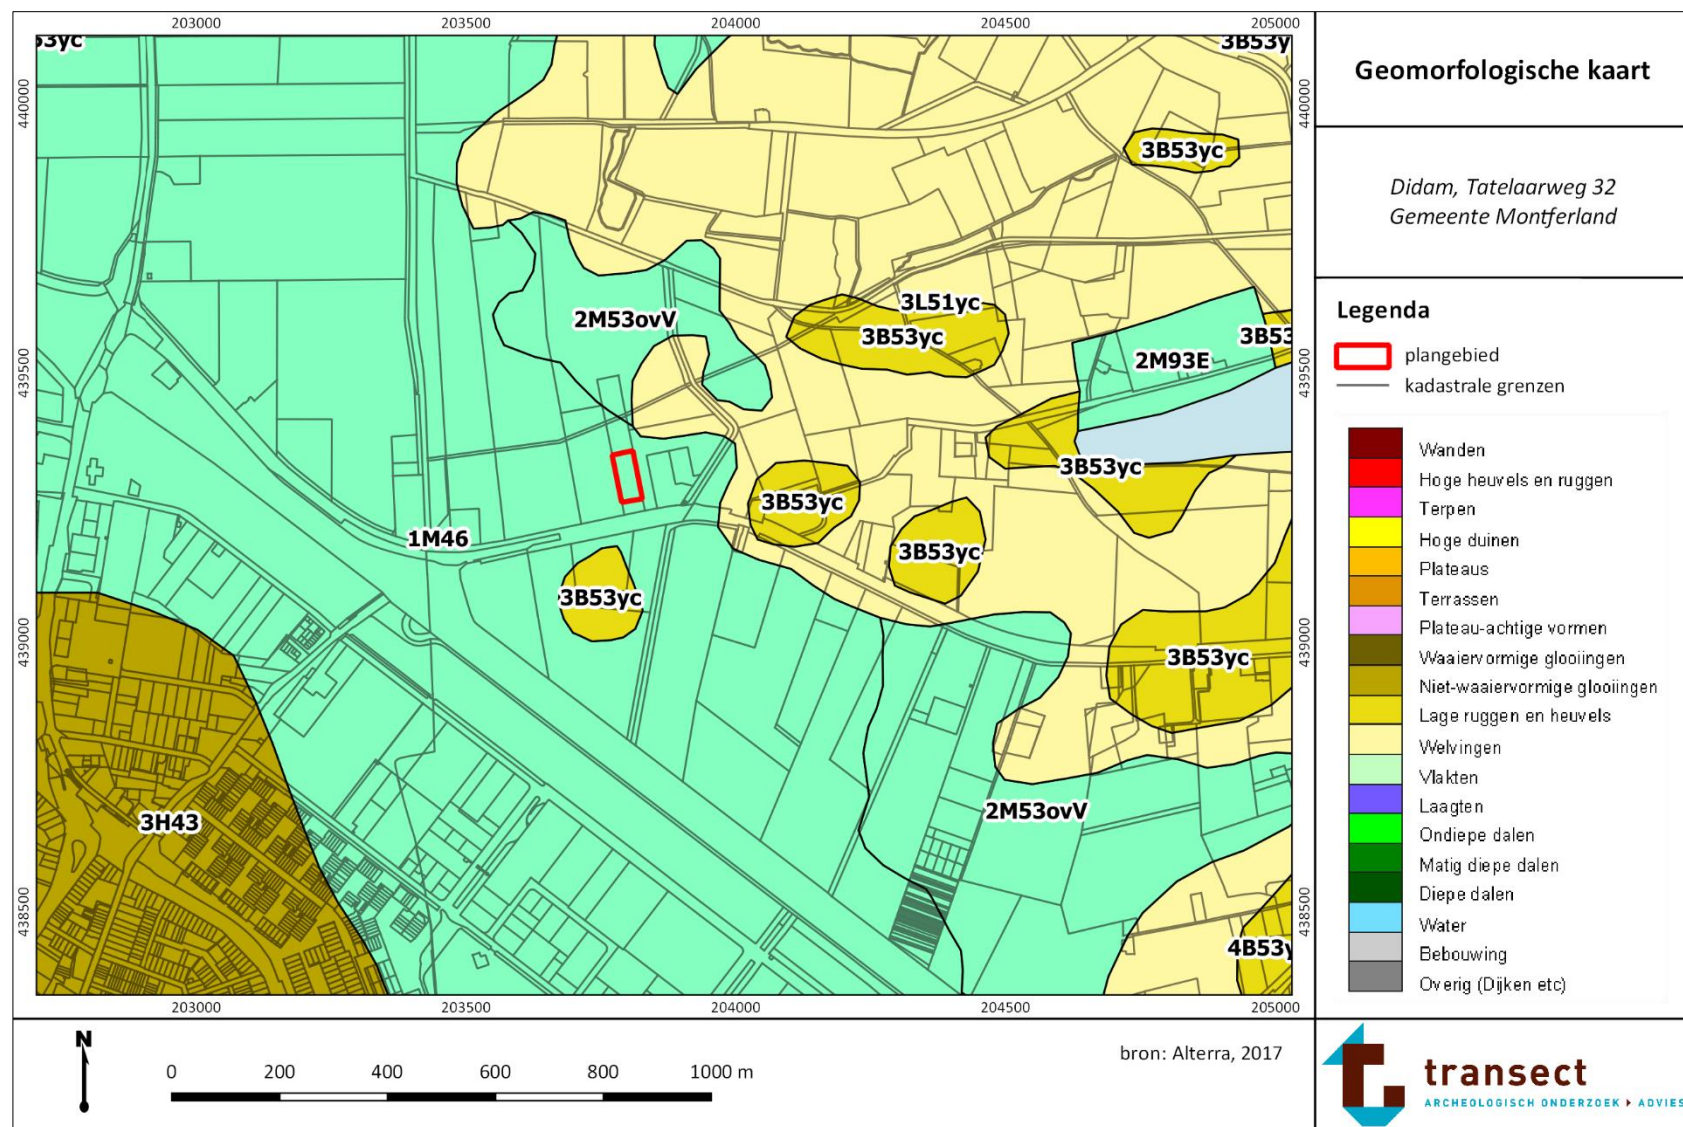 203000 203500 204000 204500 205000
440000
439500
439000
438500
440000
439500
439000
438500
53yc
3B53y
3B53yc
3L51yc
2M53ovV
3B53yc
3B53
2M93E
3B53yc
3B53yc
1M46
3B53yc
3B53yc
3B53yc
2M53ovV
3H43
4B53y
203000 203500 204000 204500 205000
N
0 200 400 600 800 1000 m
bron: Alterra, 2017
Geomorfologische kaart
Didam, Tatelaarweg 32
Gemeente Montferland
Legenda
plangebied
kadastrale grenzen
Wanden
Hoge heuvels en ruggen
Terpen
Hoge duinen
Plateaus
Terrassen
Plateau-achtige vormen
Waaiervormige glooiingen
Niet-waaiervormige glooiingen
Lage ruggen en heuvels
Welvingen
Vlakten
Laagten
Ondiepe dalen
Matig diepe dalen
Diepe dalen
Water
Bebouwing
Overig (Dijken etc)
transect
ARCHEOLOGISCH ONDERZOEK ▸ ADVIES